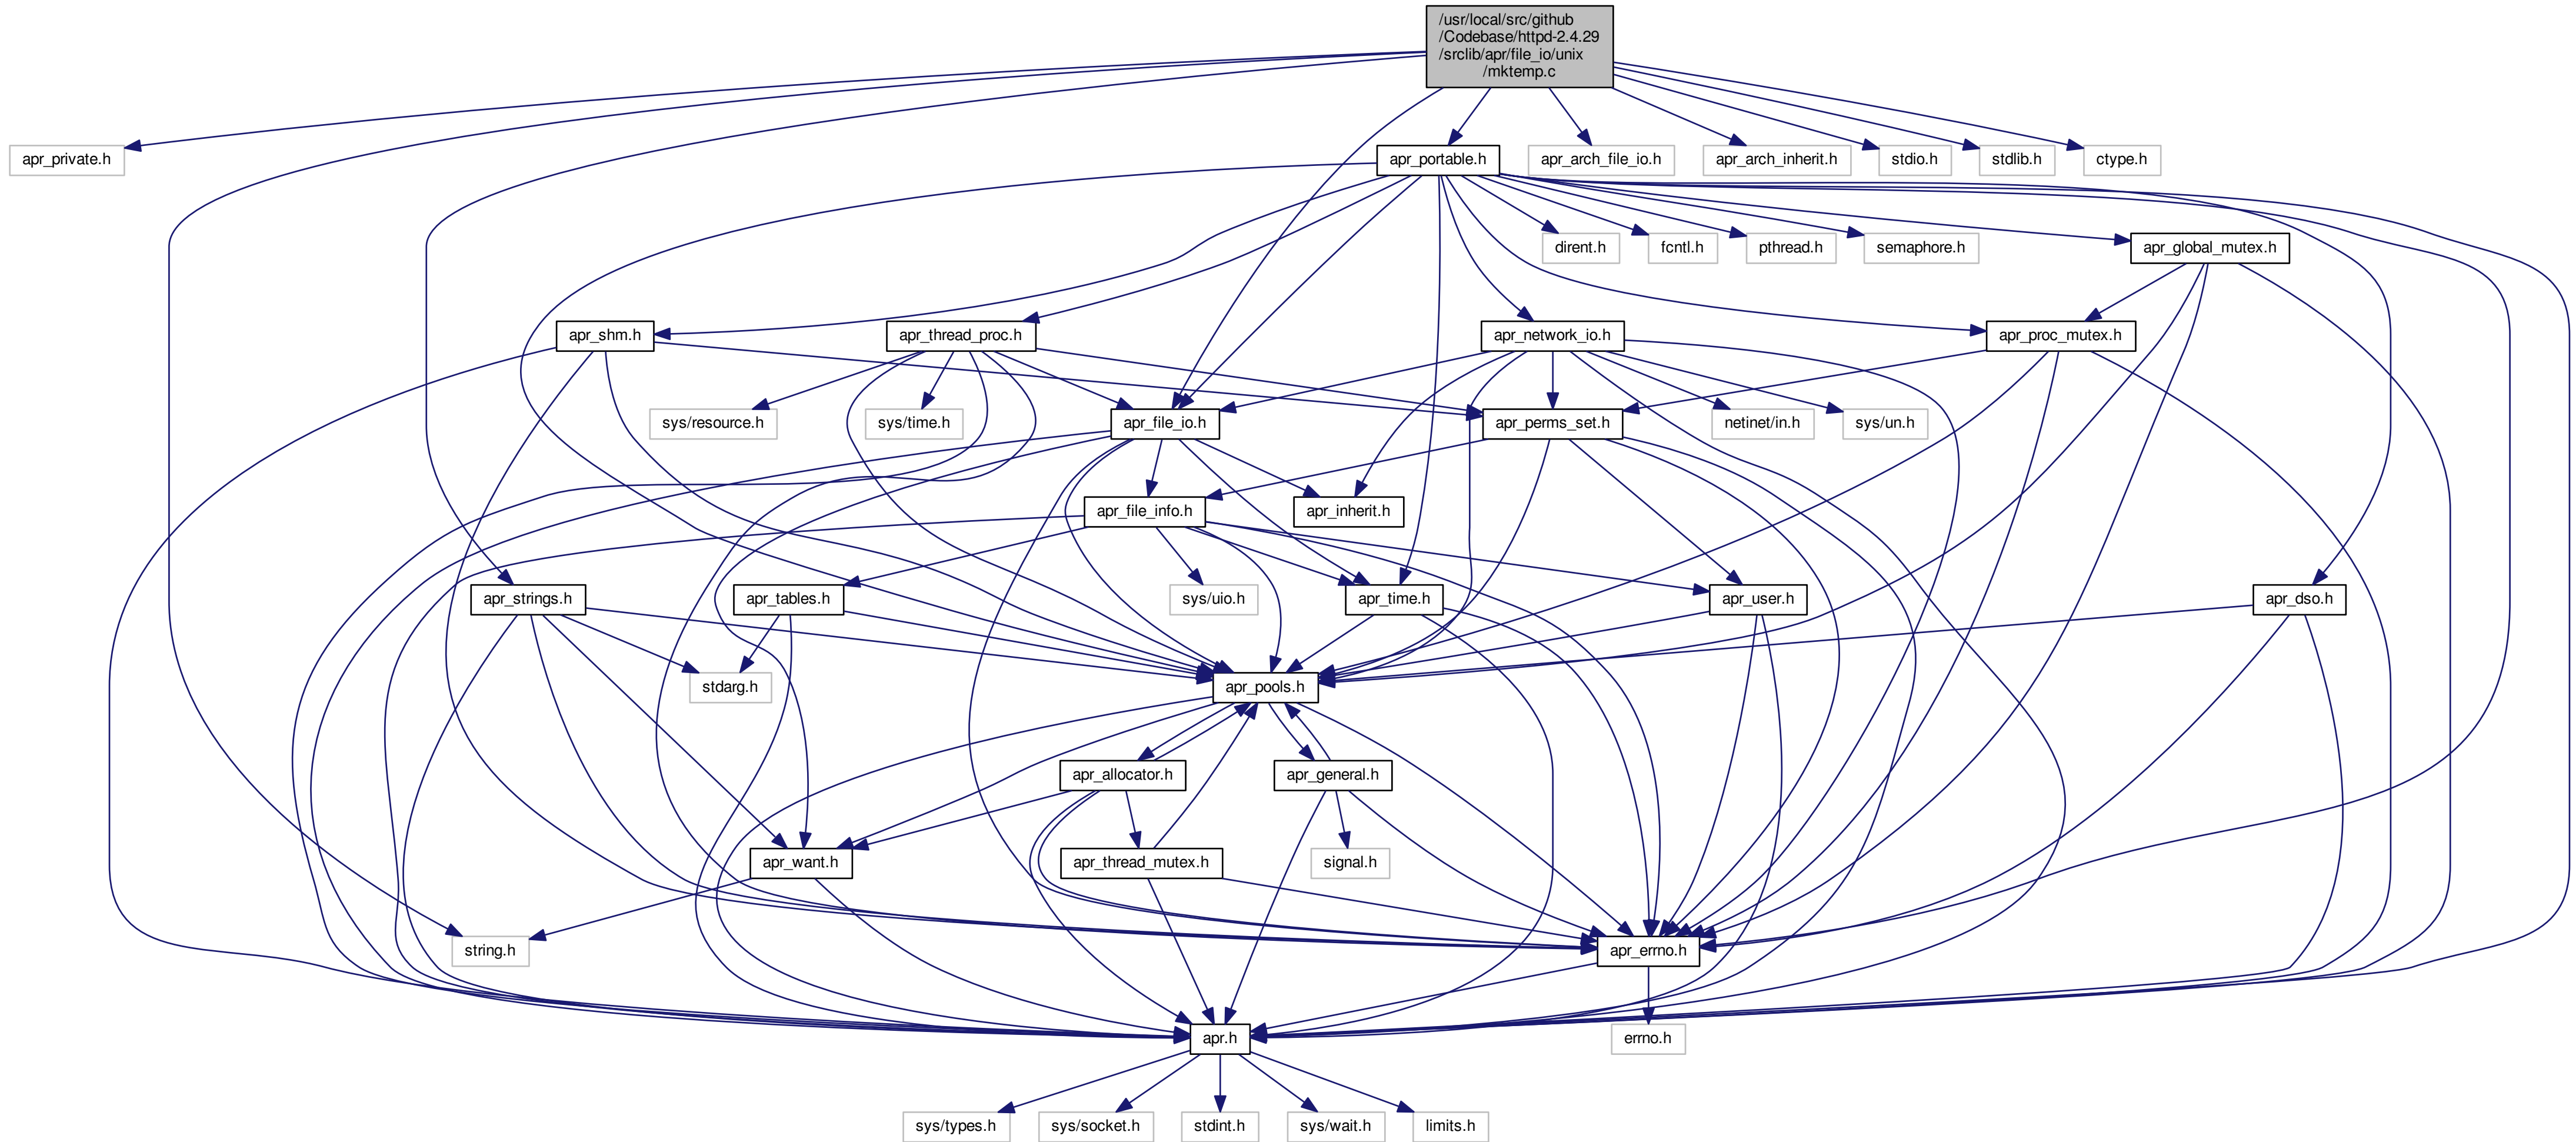 /usr/local/src/github
/Codebase/httpd-2.4.29
/srclib/apr/file_io/unix
/mktemp.c
apr_private.h
apr_portable.h
apr_arch_file_io.h
apr_arch_inherit.h
stdio.h
stdlib.h
ctype.h
dirent.h
fcntl.h
pthread.h
semaphore.h
apr_global_mutex.h
apr_shm.h
apr_thread_proc.h
apr_network_io.h
apr_proc_mutex.h
sys/resource.h
sys/time.h
apr_file_io.h
apr_perms_set.h
netinet/in.h
sys/un.h
apr_file_info.h
apr_inherit.h
apr_strings.h
apr_tables.h
sys/uio.h
apr_time.h
apr_user.h
apr_dso.h
stdarg.h
apr_pools.h
apr_allocator.h
apr_general.h
apr_want.h
apr_thread_mutex.h
signal.h
string.h
apr_errno.h
apr.h
errno.h
sys/types.h
sys/socket.h
stdint.h
sys/wait.h
limits.h